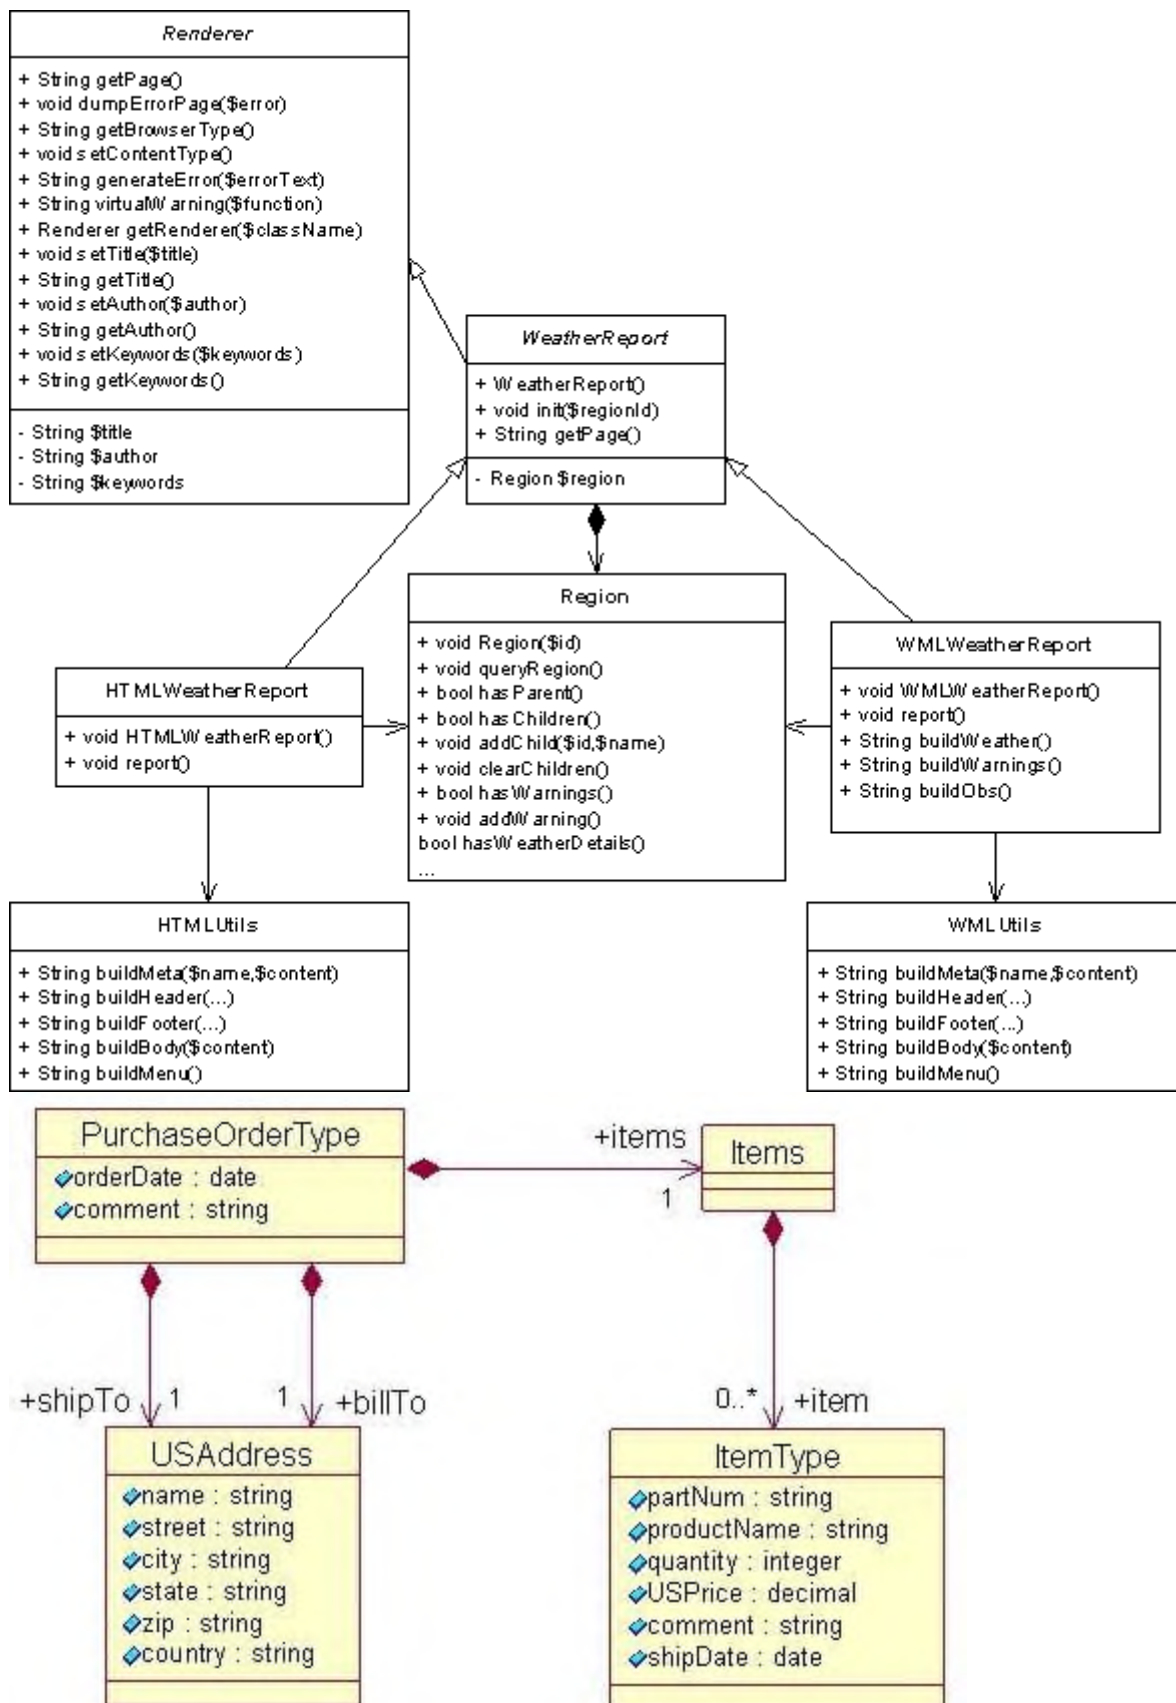 Renderer
+ String getPage()
+ void dumpErrorPage($error)
+ String getBrowserType()
+ void setContentType()
+ String generateError($errorText)
+ String virtualWarning($function)
+ Renderer getRenderer($className)
+ void setTitle($title)
+ String getTitle()
+ void setAuthor($author)
+ String getAuthor()
+ void setKeywords($keywords)
+ String getKeywords()
- String $title
- String $author
- String $keywords
WeatherReport
+ WeatherReport()
+ void init($regionId)
+ String getPage()
- Region $region
Region
+ void Region($id)
+ void queryRegion()
+ bool hasParent()
+ bool hasChildren()
+ void addChild($id,$name)
+ void clearChildren()
+ bool hasWarnings()
+ void addWarning()
bool hasWeatherDetails()
...
HTMLWeatherReport
+ void HTMLWeatherReport()
+ void report()
WMLWeatherReport
+ void WMLWeatherReport()
+ void report()
+ String buildWeather()
+ String buildWarnings()
+ String buildObs()
HTMLUtils
+ String buildMeta($name,$content)
+ String buildHeader(...)
+ String buildFooter(...)
+ String buildBody($content)
+ String buildMenu()
WMLUtils
+ String buildMeta($name,$content)
+ String buildHeader(...)
+ String buildFooter(...)
+ String buildBody($content)
+ String buildMenu()
PurchaseOrderType
orderDate : date
comment : string
+items
1
Items
+shipTo 1
1 +billTo
0..* +item
USAddress
name : string
street : string
city : string
state : string
zip : string
country : string
ItemType
partNum : string
productName : string
quantity : integer
USPrice : decimal
comment : string
shipDate : date